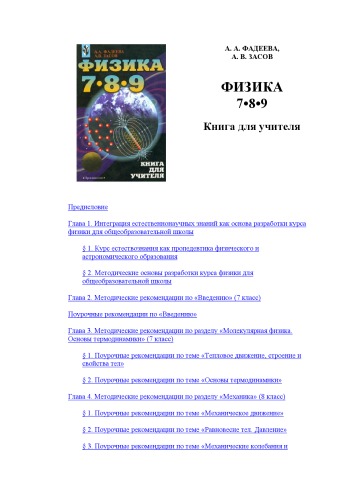 А. А. ФАДЕЕВА
А. В. ЗАСОВ
ФИЗИКА
7•8•9
КНИГА
ДЛЯ
УЧИТЕЛЯ
А. А. ФАДЕЕВА,
А. В. ЗАСОВ
ФИЗИКА
7•8•9
Книга для учителя
Предисловие
Глава 1. Интеграция естественнонаучных знаний как основа разработки курса
физики для общеобразовательной школы
§ 1. Курс естествознания как пропедевтика физического и
астрономического образования
§ 2. Методические основы разработки курса физики для
общеобразовательной школы
Глава 2. Методические рекомендации по «Введению» (7 класс)
Поурочные рекомендации по «Введению»
Глава 3. Методические рекомендации по разделу «Молекулярная физика.
Основы термодинамики» (7 класс)
§ 1. Поурочные рекомендации по теме «Тепловое движение, строение и
свойства тел»
§ 2. Поурочные рекомендации по теме «Основы термодинамики»
Глава 4. Методические рекомендации по разделу «Механика» (8 класс)
§ 1. Поурочные рекомендации по теме «Механическое движение»
§ 2. Поурочные рекомендации по теме «Равновесие тел. Давление»
§ 3. Поурочные рекомендации по теме «Механические колебания и